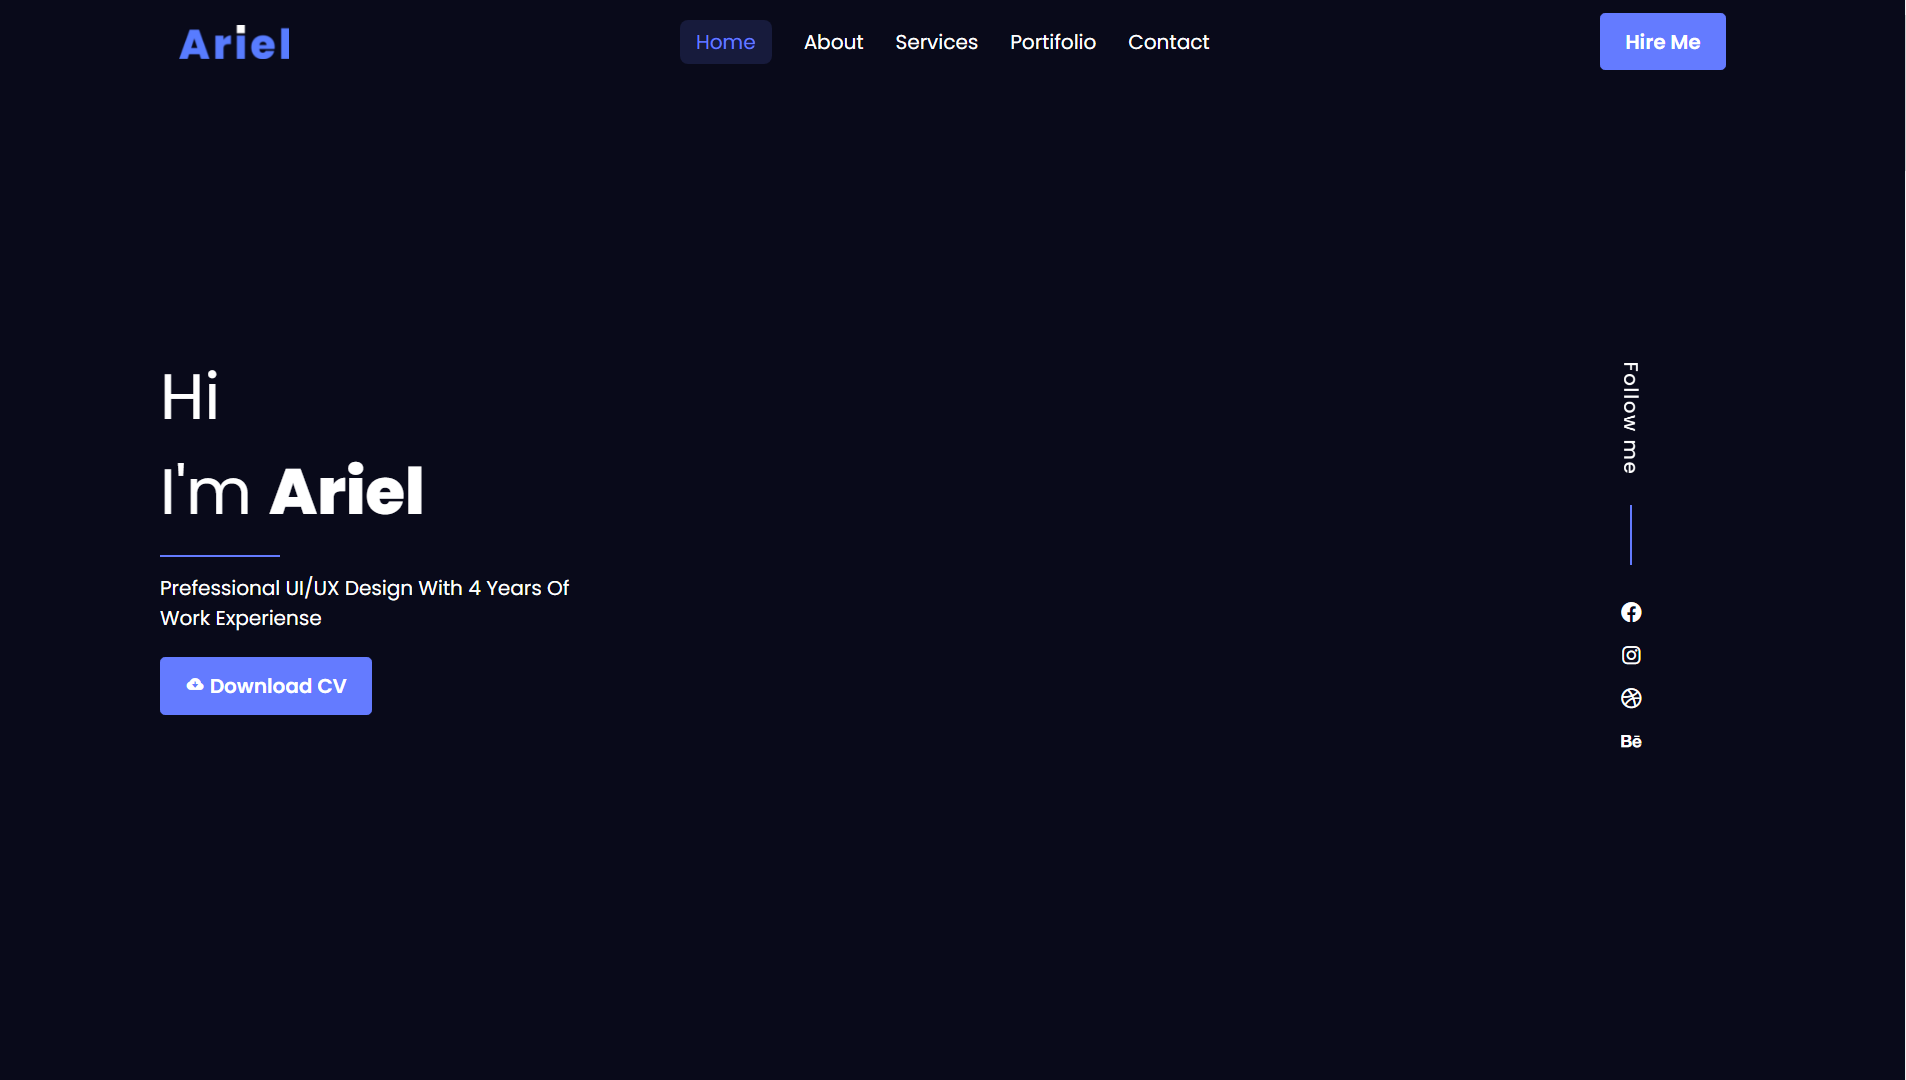 Ariel
Home
About
Services
Portifolio
Contact
Hire Me
Hi
I'm Ariel
Prefessional UI/UX Design With 4 Years Of
Work Experiense
Download CV
Follow me
Bē